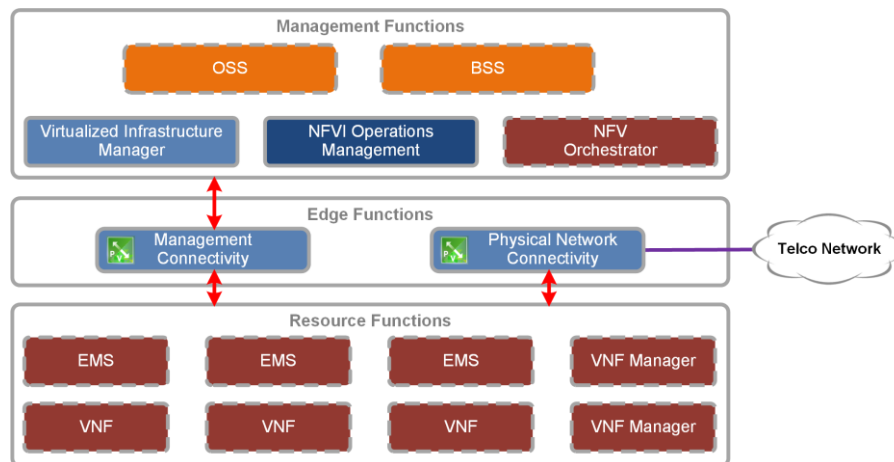 Management Functions
OSS
BSS
Virtualized Infrastructure
Manager
NFVI Operations
Management
NFV
Orchestrator
Edge Functions
P V
Management
Connectivity
P V
Physical Network
Connectivity
Telco Network
Resource Functions
EMS
EMS
EMS
VNF Manager
VNF
VNF
VNF
VNF Manager